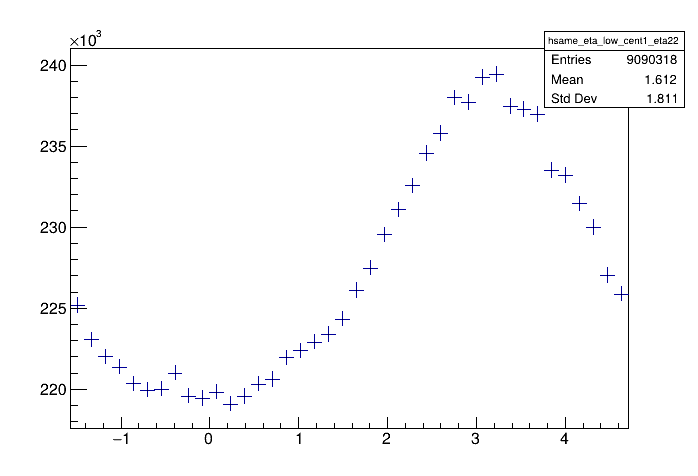 ×10³
hsame_eta_low_cent1_eta22
Entries 9090318
Mean 1.612
Std Dev 1.811
240
235
230
225
220
−1 0 1 2 3 4